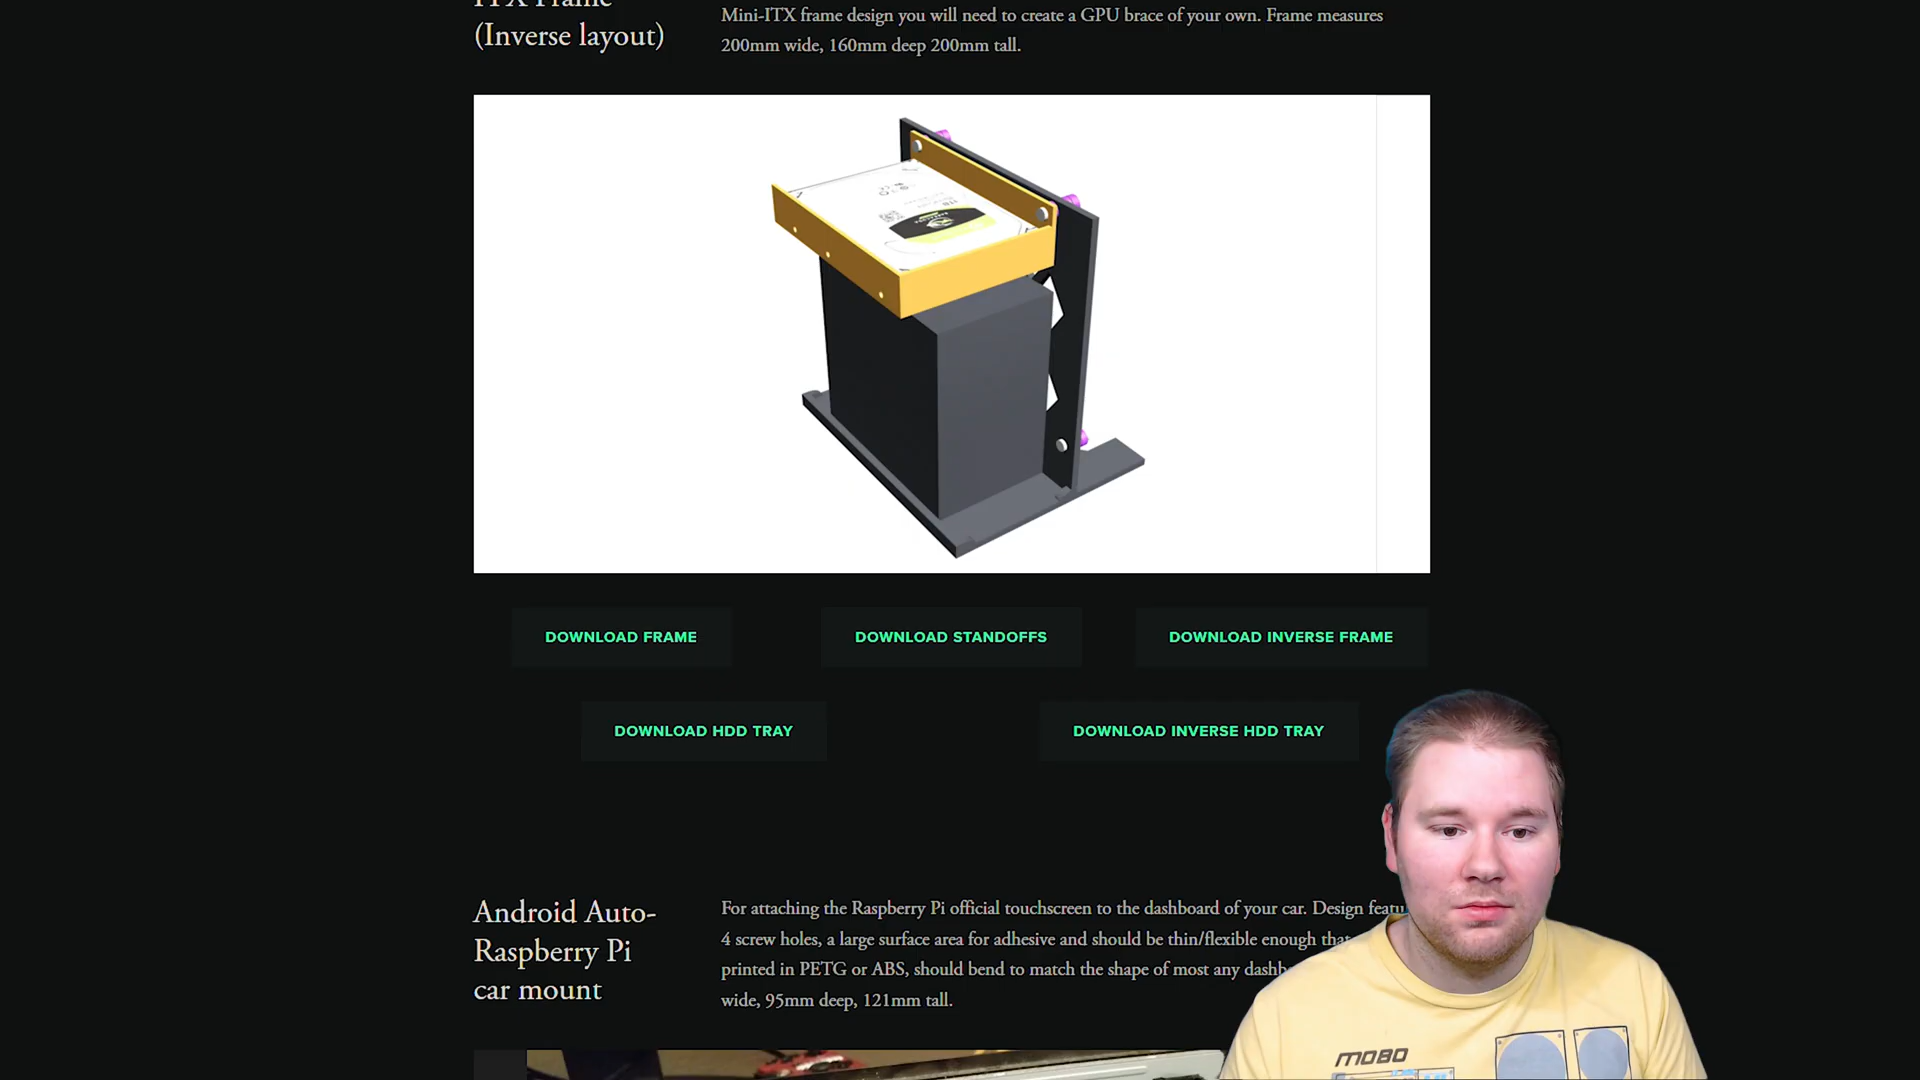 ITX Frame
(Inverse layout)
Mini-ITX frame design you will need to create a GPU brace of your own. Frame measures
200mm wide, 160mm deep 200mm tall.
DOWNLOAD FRAME
DOWNLOAD STANDOFFS
DOWNLOAD INVERSE FRAME
DOWNLOAD HDD TRAY
DOWNLOAD INVERSE HDD TRAY
Android Auto-
Raspberry Pi
car mount
For attaching the Raspberry Pi official touchscreen to the dashboard of your car. Design featu
4 screw holes, a large surface area for adhesive and should be thin/flexible enough that
printed in PETG or ABS, should bend to match the shape of most any dashb
wide, 95mm deep, 121mm tall.
MOBO